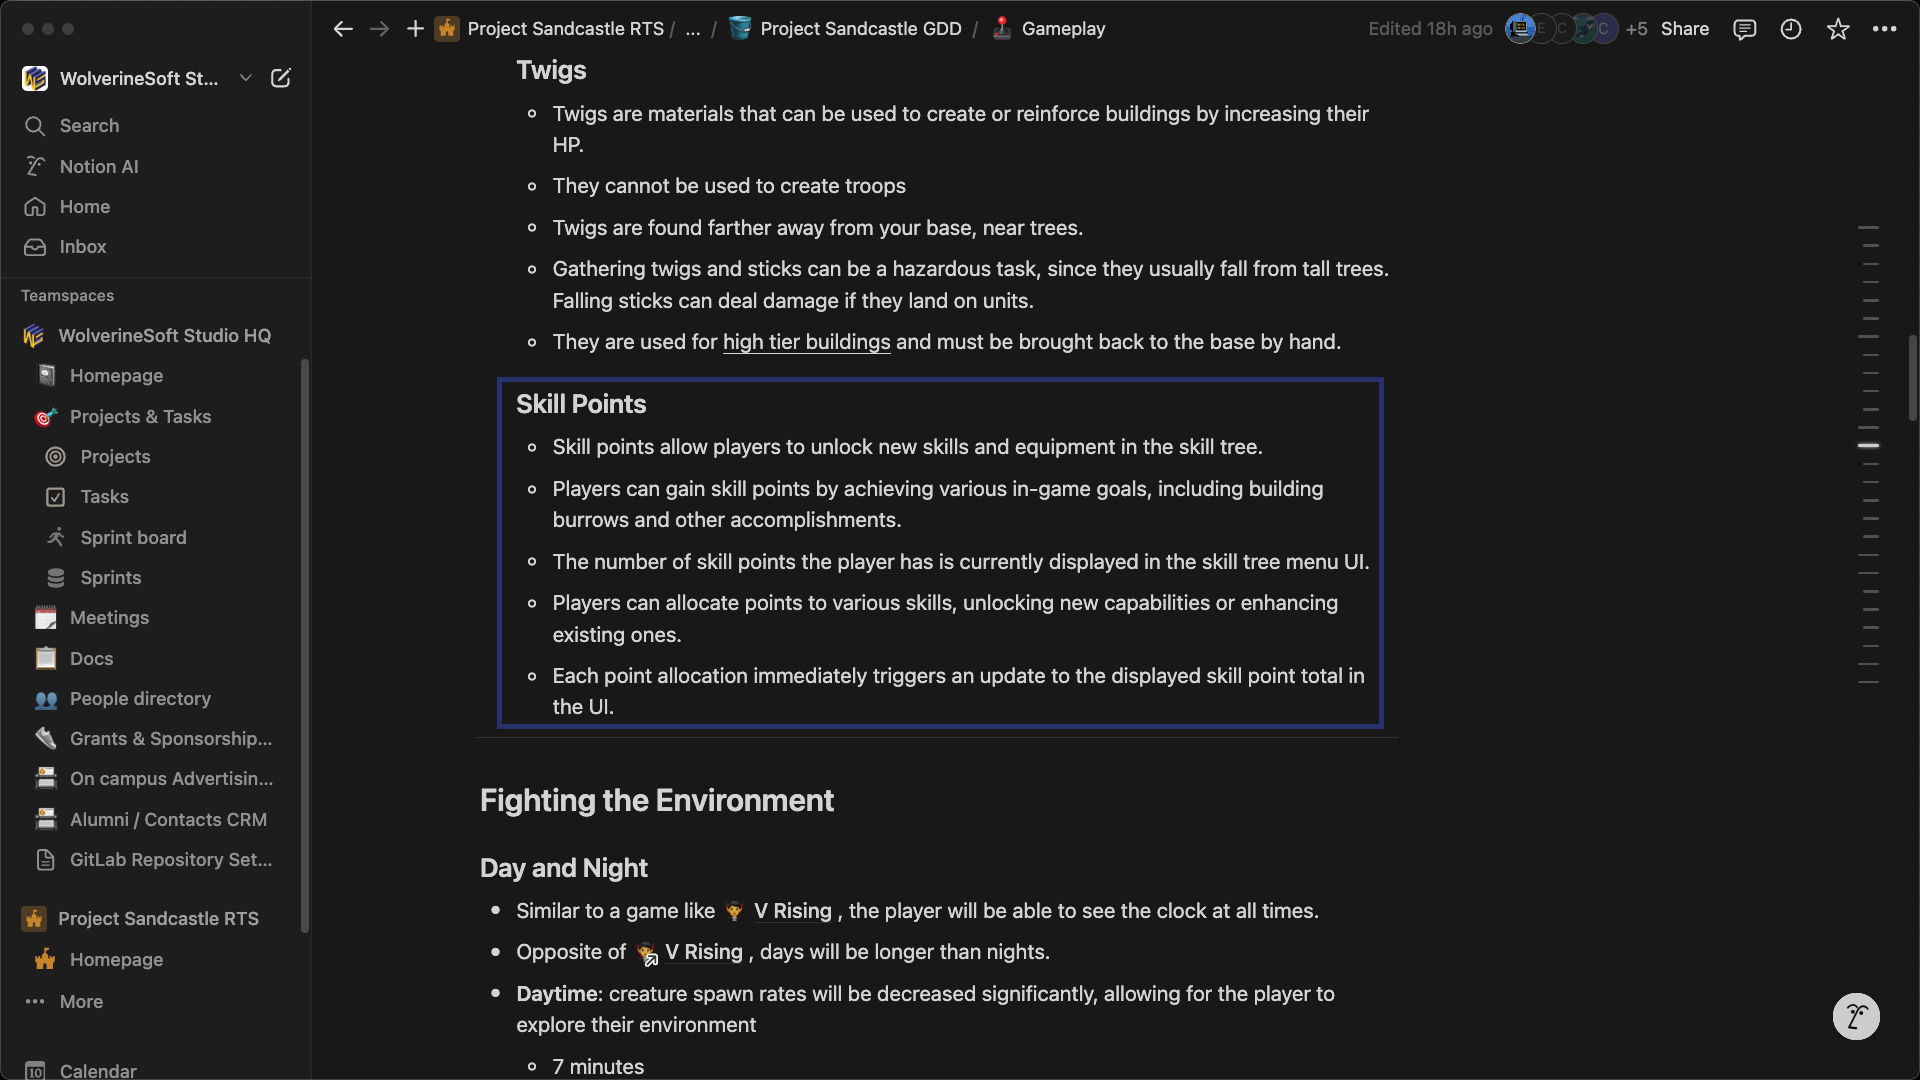 Project Sandcastle RTS / ... / Project Sandcastle GDD / Gameplay
Edited 18h ago
E C C +5 Share
WolverineSoft St...
Search
Notion AI
Home
Inbox
Teamspaces
WolverineSoft Studio HQ
Homepage
Projects & Tasks
Projects
Tasks
Sprint board
Sprints
Meetings
Docs
People directory
Grants & Sponsorship...
On campus Advertisin...
Alumni / Contacts CRM
GitLab Repository Set...
Project Sandcastle RTS
Homepage
More
10 Calendar
Twigs
Twigs are materials that can be used to create or reinforce buildings by increasing their
HP.
They cannot be used to create troops
Twigs are found farther away from your base, near trees.
Gathering twigs and sticks can be a hazardous task, since they usually fall from tall trees.
Falling sticks can deal damage if they land on units.
They are used for high tier buildings and must be brought back to the base by hand.
Skill Points
Skill points allow players to unlock new skills and equipment in the skill tree.
Players can gain skill points by achieving various in-game goals, including building
burrows and other accomplishments.
The number of skill points the player has is currently displayed in the skill tree menu UI.
Players can allocate points to various skills, unlocking new capabilities or enhancing
existing ones.
Each point allocation immediately triggers an update to the displayed skill point total in
the UI.
Fighting the Environment
Day and Night
Similar to a game like V Rising , the player will be able to see the clock at all times.
Opposite of V Rising , days will be longer than nights.
Daytime: creature spawn rates will be decreased significantly, allowing for the player to
explore their environment
7 minutes